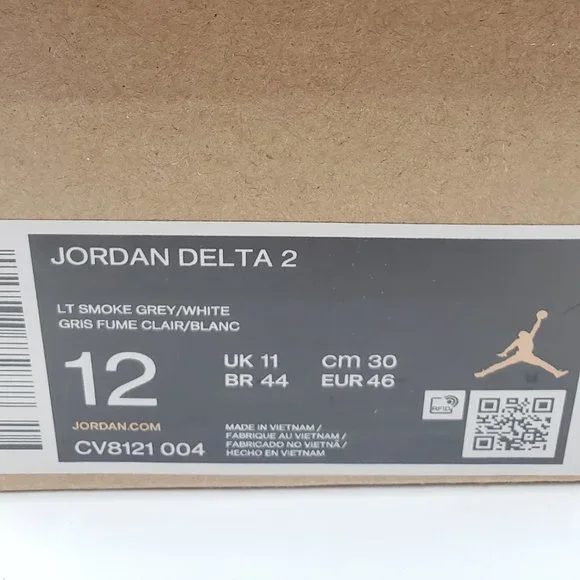 JORDAN DELTA 2
LT SMOKE GREY/WHITE
GRIS FUME CLAIR/BLANC
12
UK 11
CM 30
BR 44
EUR 46
JORDAN.COM
CV8121 004
MADE IN VIETNAM /
FABRIQUE AU VIETNAM /
FABRICADO NO VIETNÃ /
HECHO EN VIETNAM
RFID